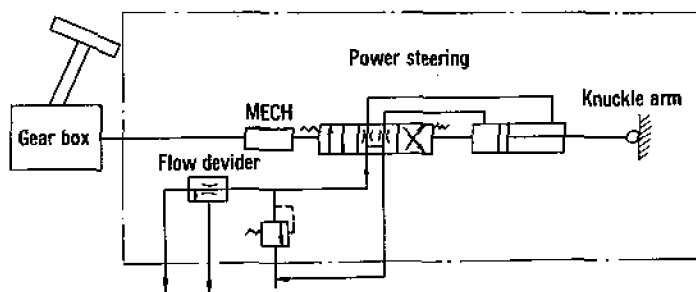 Power steering
Knuckle arm
MECH
Gear box
Flow devider